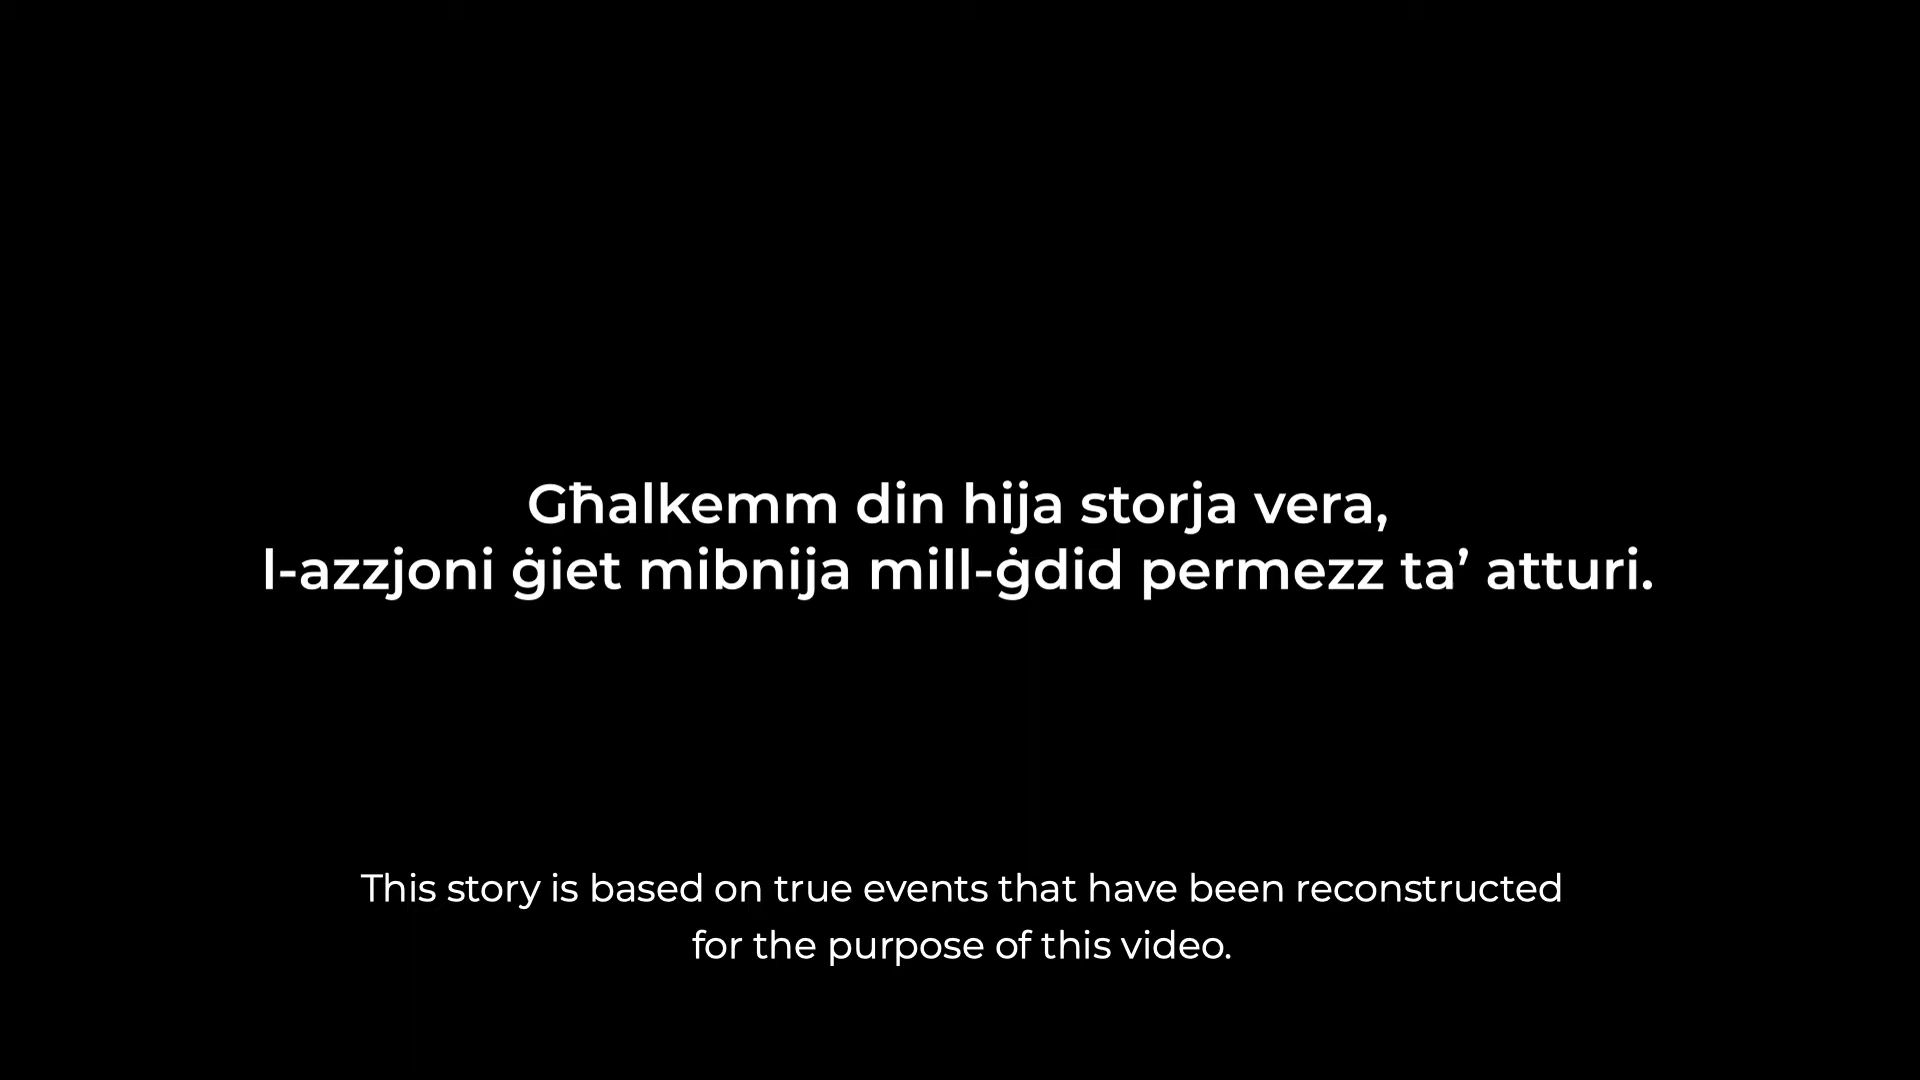 Għalkemm din hija storja vera,
l-azzjoni ġiet mibnija mill-ġdid permezz ta’ atturi.
This story is based on true events that have been reconstructed
for the purpose of this video.